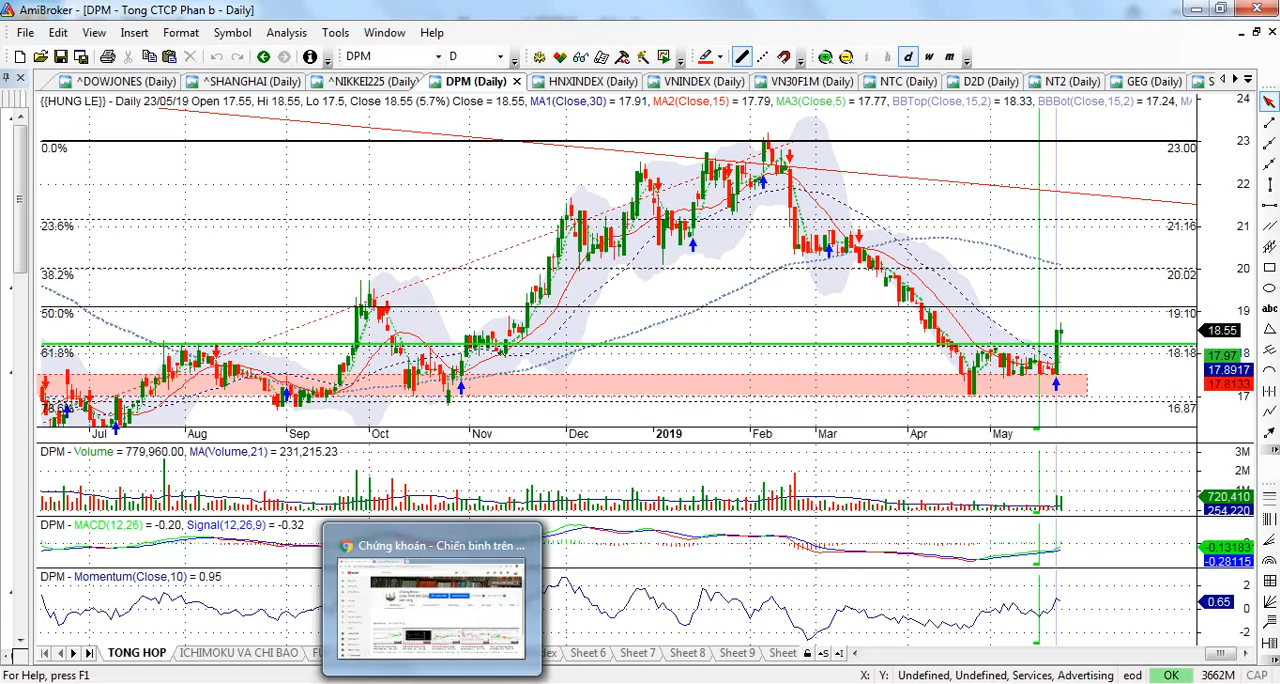 AmiBroker - [DPM - Tong CTCP Phan b - Daily]
File Edit View Insert Format Symbol Analysis Tools Window Help
DPM D d w m
^DOWJONES (Daily) ^SHANGHAI (Daily) ^NIKKEI225 (Daily) DPM (Daily) HNXINDEX (Daily) VNINDEX (Daily) VN30F1M (Daily) NTC (Daily) DZD (Daily) NT2 (Daily) GEG (Daily) S
{{HUNG LE}} - Daily 23/05/19 Open 17.55, Hi 18.55, Lo 17.5, Close 18.55 (5.7%) Close = 18.55, MA1(Close,30) = 17.91, MA2(Close,15) = 17.79, MA3(Close,5) = 17.77, BBTop(Close,15,2) = 18.33, BBBot(Close,15,2) = 17.24, MA
24
abc
0.0% 23.00 23
22
23.6% 21.16 21
38.2% 20.02 20
50.0% 19.10 19
18.55
61.8% 18.18 18
17.97
17.8917
17.8133
16.87 17
Jul Aug Sep Oct Nov Dec 2019 Feb Mar Apr May
DPM - Volume = 779,960.00, MA(Volume,21) = 231,215.23 3M
2M
720,410
254,220
DPM - MACD(12,26) = -0.20, Signal(12,26,9) = -0.32
-0.13183
-0.28115
DPM - Momentum(Close,10) = 0.95
2
0.65
0
-2
Chứng khoán - Chiến binh trên ...
ICHINIOKU VA CHI BAO Sheet 6 Sheet 7 Sheet 8 Sheet 9 Sheet
For Help, press F1 X: Y: Undefined, Undefined, Services, Advertising eod OK 3662M CAP